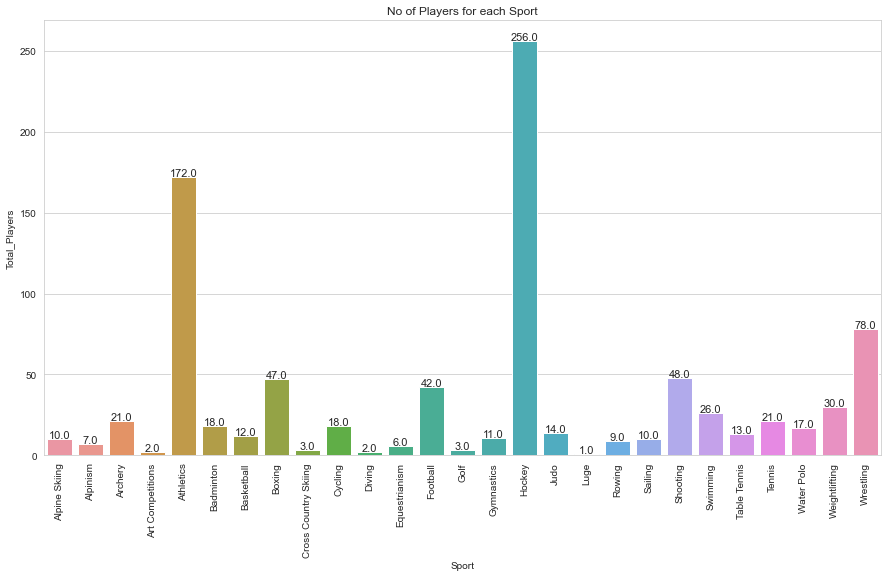 No of Players for each Sport
Total_Players
250
200
150
100
50
0
10.0
7.0
21.0
2.0
172.0
18.0
12.0
47.0
3.0
18.0
2.0
6.0
42.0
3.0
11.0
256.0
14.0
1.0
9.0
10.0
48.0
26.0
13.0
21.0
17.0
30.0
78.0
Alpine Skiing
Alpinism
Archery
Art Competitions
Athletics
Badminton
Basketball
Boxing
Cross Country Skiing
Cycling
Diving
Equestrianism
Football
Golf
Gymnastics
Hockey
Judo
Luge
Rowing
Sailing
Shooting
Swimming
Table Tennis
Tennis
Water Polo
Weightlifting
Wrestling
Sport